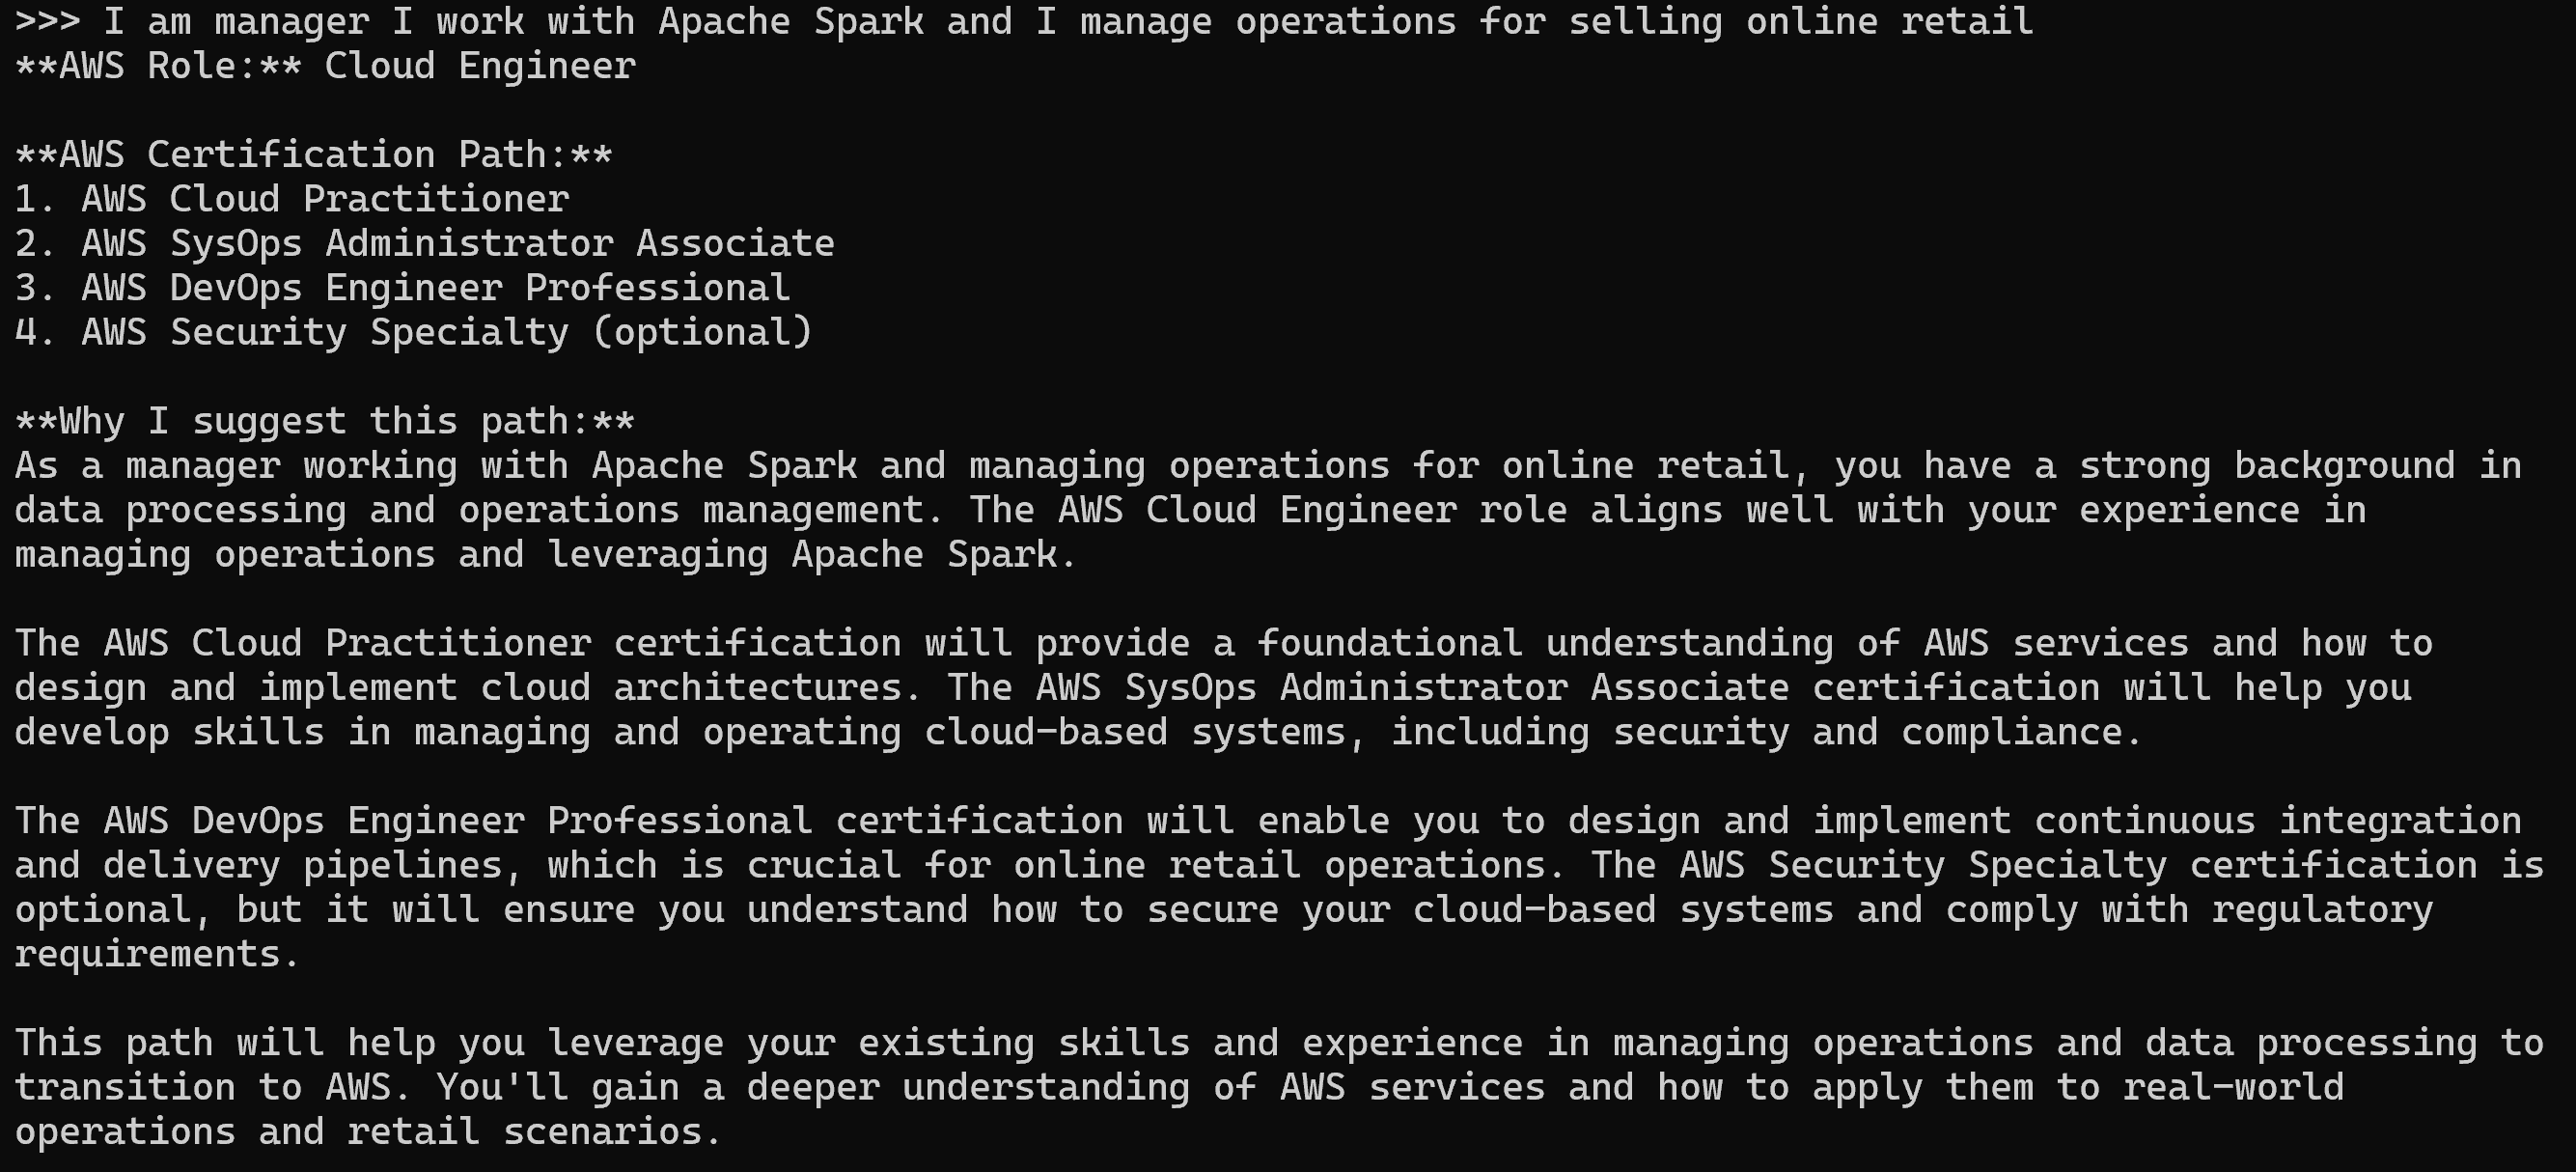 >>> I am manager I work with Apache Spark and I manage operations for selling online retail
**AWS Role:** Cloud Engineer
**AWS Certification Path:**
1. AWS Cloud Practitioner
2. AWS SysOps Administrator Associate
3. AWS DevOps Engineer Professional
4. AWS Security Specialty (optional)
**Why I suggest this path:**
As a manager working with Apache Spark and managing operations for online retail, you have a strong background in
data processing and operations management. The AWS Cloud Engineer role aligns well with your experience in
managing operations and leveraging Apache Spark.
The AWS Cloud Practitioner certification will provide a foundational understanding of AWS services and how to
design and implement cloud architectures. The AWS SysOps Administrator Associate certification will help you
develop skills in managing and operating cloud-based systems, including security and compliance.
The AWS DevOps Engineer Professional certification will enable you to design and implement continuous integration
and delivery pipelines, which is crucial for online retail operations. The AWS Security Specialty certification is
optional, but it will ensure you understand how to secure your cloud-based systems and comply with regulatory
requirements.
This path will help you leverage your existing skills and experience in managing operations and data processing to
transition to AWS. You'll gain a deeper understanding of AWS services and how to apply them to real-world
operations and retail scenarios.